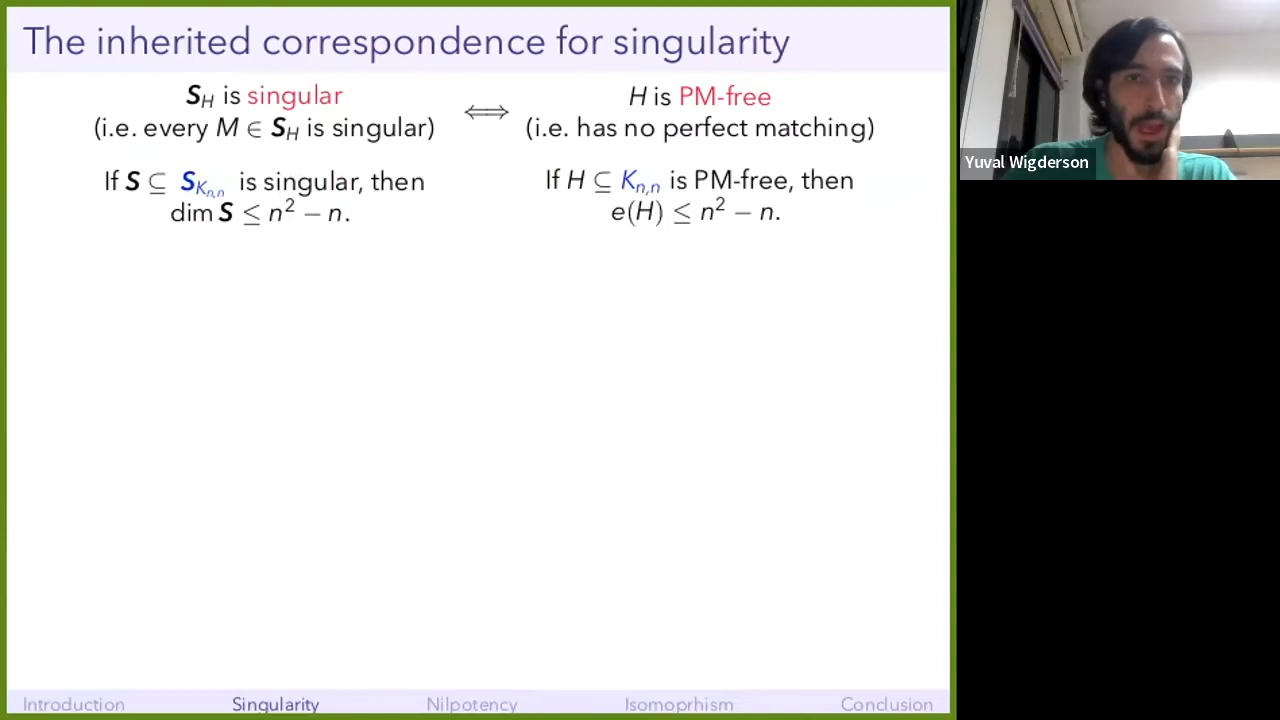 The inherited correspondence for singularity
S_H is singular ⟺ H is PM-free
(i.e. every M ∈ S_H is singular) (i.e. has no perfect matching)
If S ⊆ S_{K_{n,n}} is singular, then
dim S ≤ n² − n.
If H ⊆ K_{n,n} is PM-free, then
e(H) ≤ n² − n.
Yuval Wigderson
Introduction Singularity Nilpotency Isomoprhism Conclusion